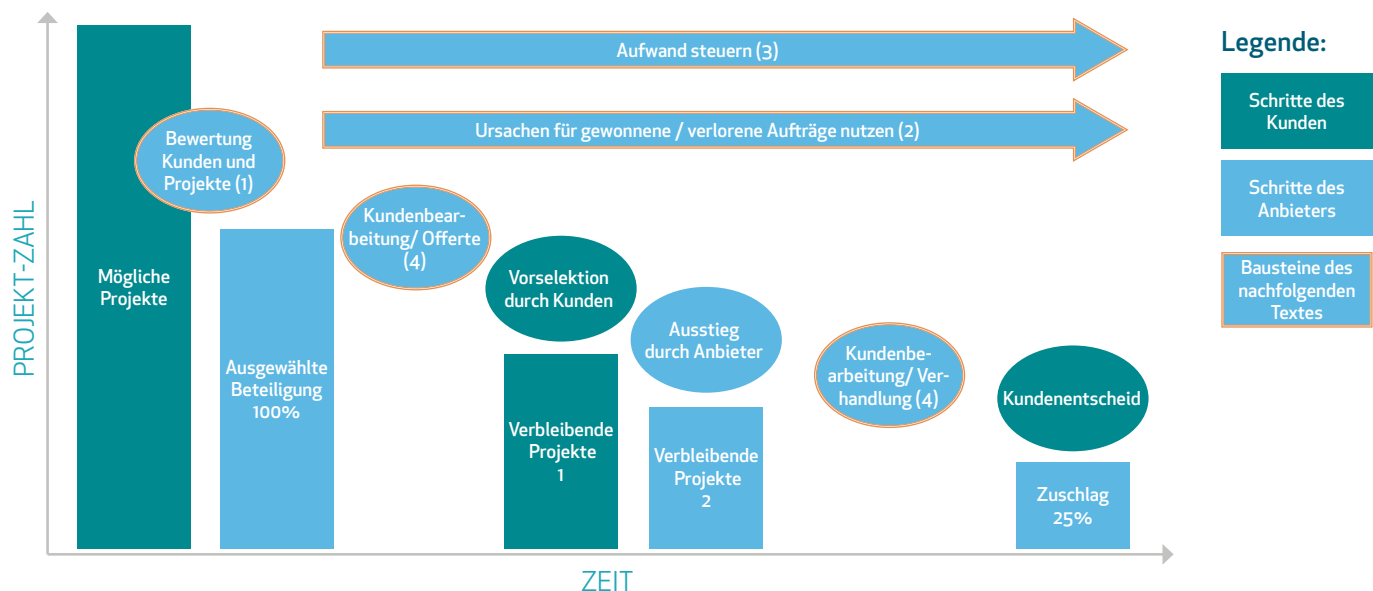 Aufwand steuern (3)
Ursachen für gewonnene / verlorene Aufträge nutzen (2)
PROJEKT-ZAHL
Mögliche
Projekte
Bewertung
Kunden und
Projekte (1)
Ausgewählte
Beteiligung
100%
Kundenbear-
beitung/ Offerte
(4)
Vorselektion
durch Kunden
Verbleibende
Projekte
1
Ausstieg
durch Anbieter
Verbleibende
Projekte
2
Kundenbe-
arbeitung/ Ver-
handlung (4)
Kundenentscheid
Zuschlag
25%
ZEIT
Legende:
Schritte des
Kunden
Schritte des
Anbieters
Bausteine des
nachfolgenden
Textes